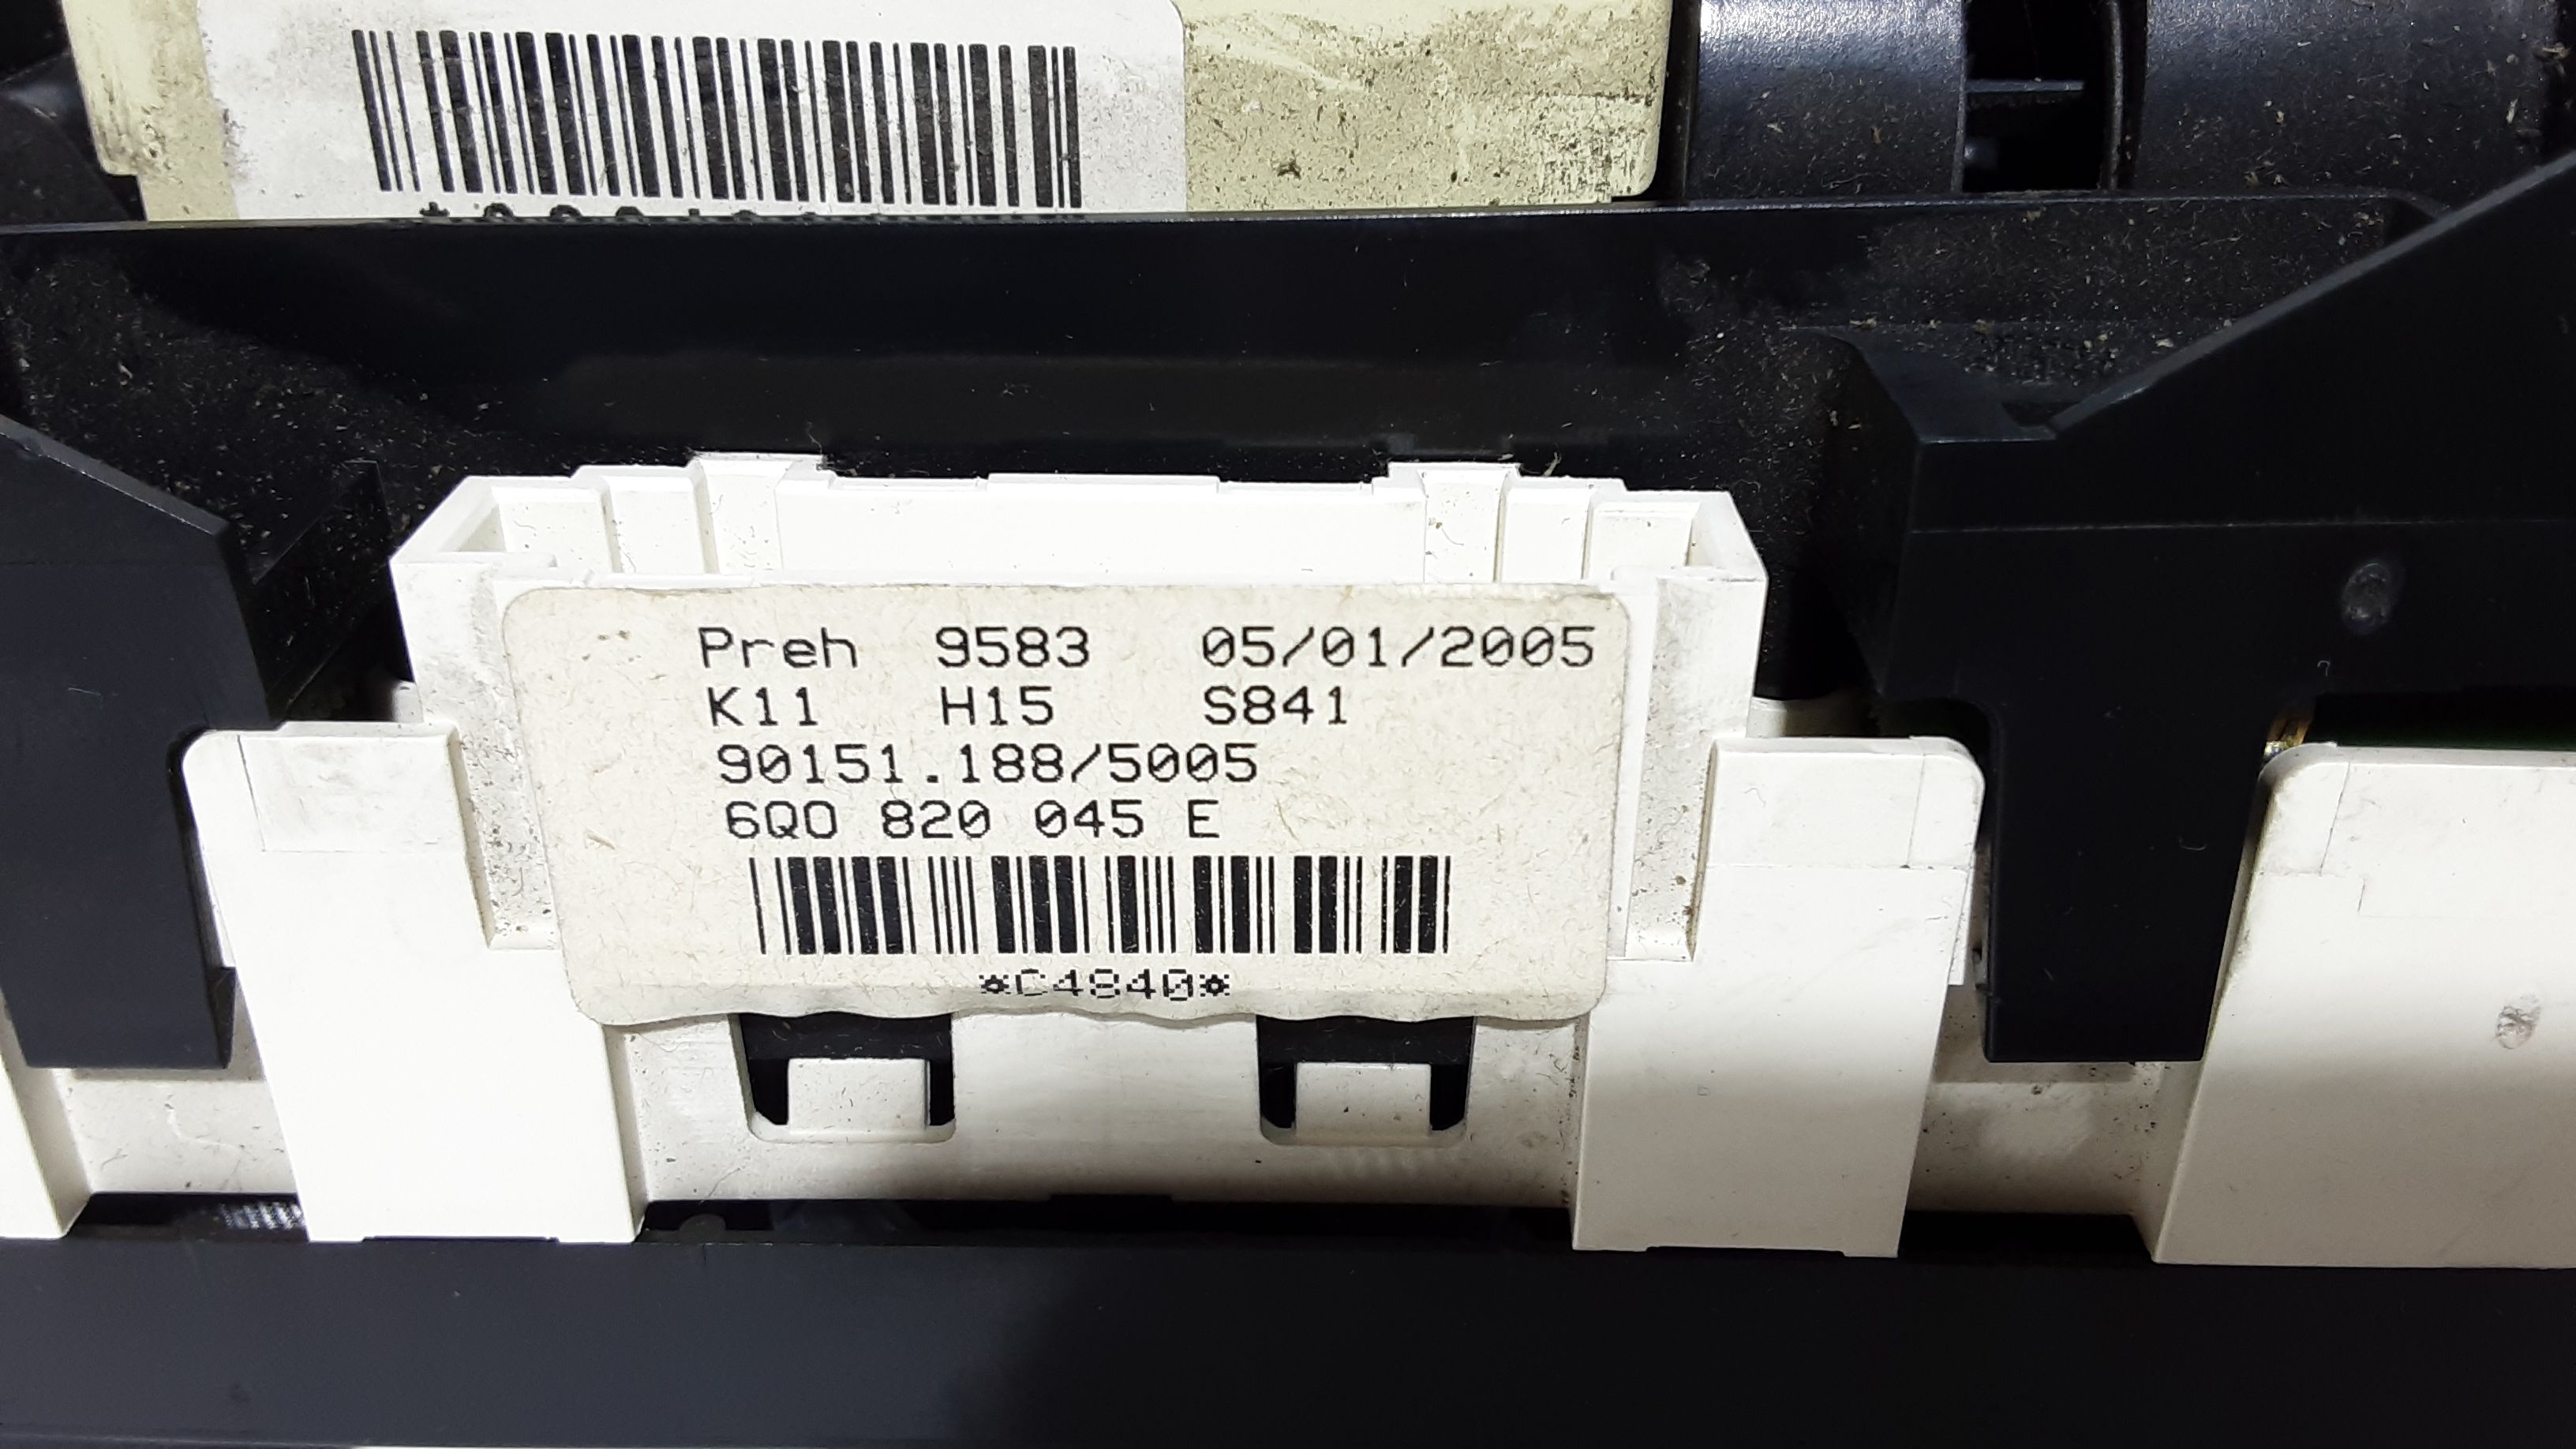 Preh 9583 05/01/2005
K11 H15 S841
90151.188/5005
6Q0 820 045 E
*C4840*